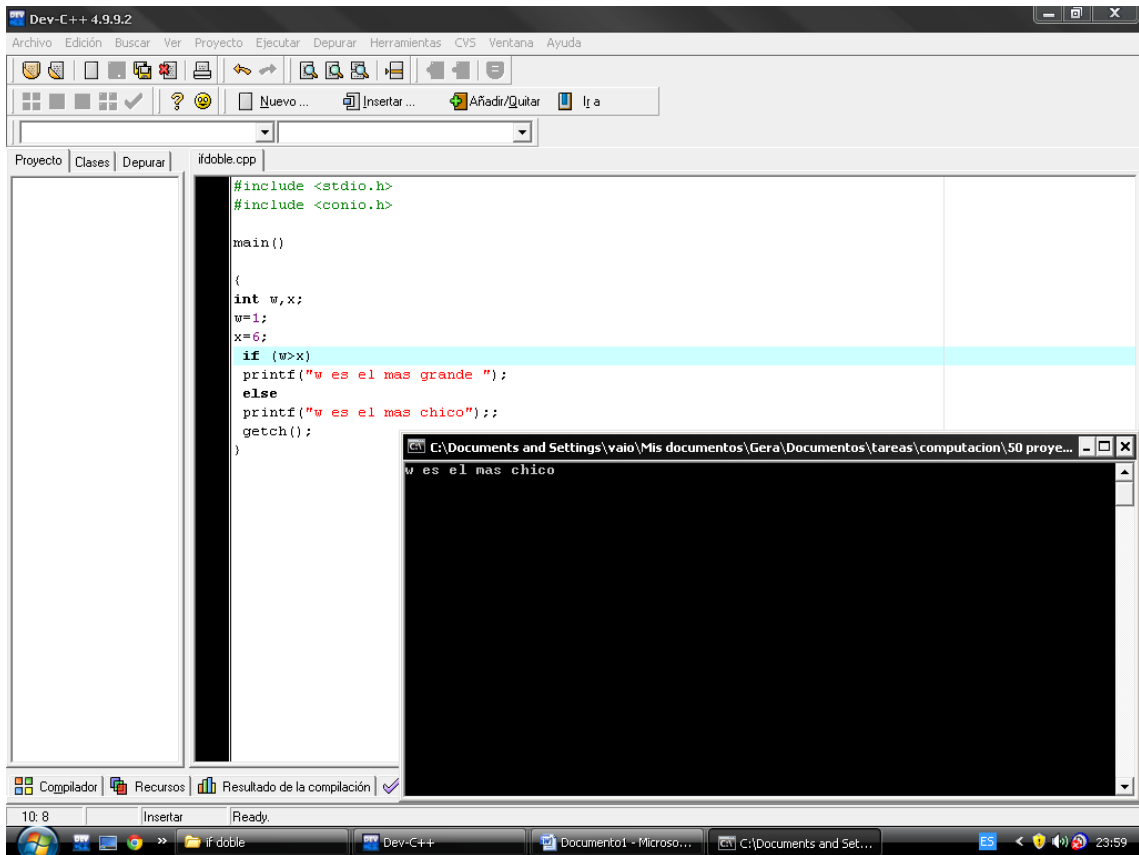 Dev-C++ 4.9.9.2
Archivo Edición Buscar Ver Proyecto Ejecutar Depurar Herramientas CVS Ventana Ayuda
Nuevo ... Insertar ... Añadir/Quitar Ir a
Proyecto Clases Depurar ifdoble.cpp
#include <stdio.h>
#include <conio.h>
main()
{
int w,x;
w=1;
x=6;
if (w>x)
printf("w es el mas grande ");
else
printf("w es el mas chico");;
getch();
}
C:\Documents and Settings\vaio\Mis documentos\Gera\Documentos\tareas\computacion\50 proye...
w es el mas chico
Compilador Recursos Resultado de la compilación
10: 8 Insertar Ready.
» if doble Dev-C++ Documento1 - Microso... C:\Documents and Set... ES < 23:59